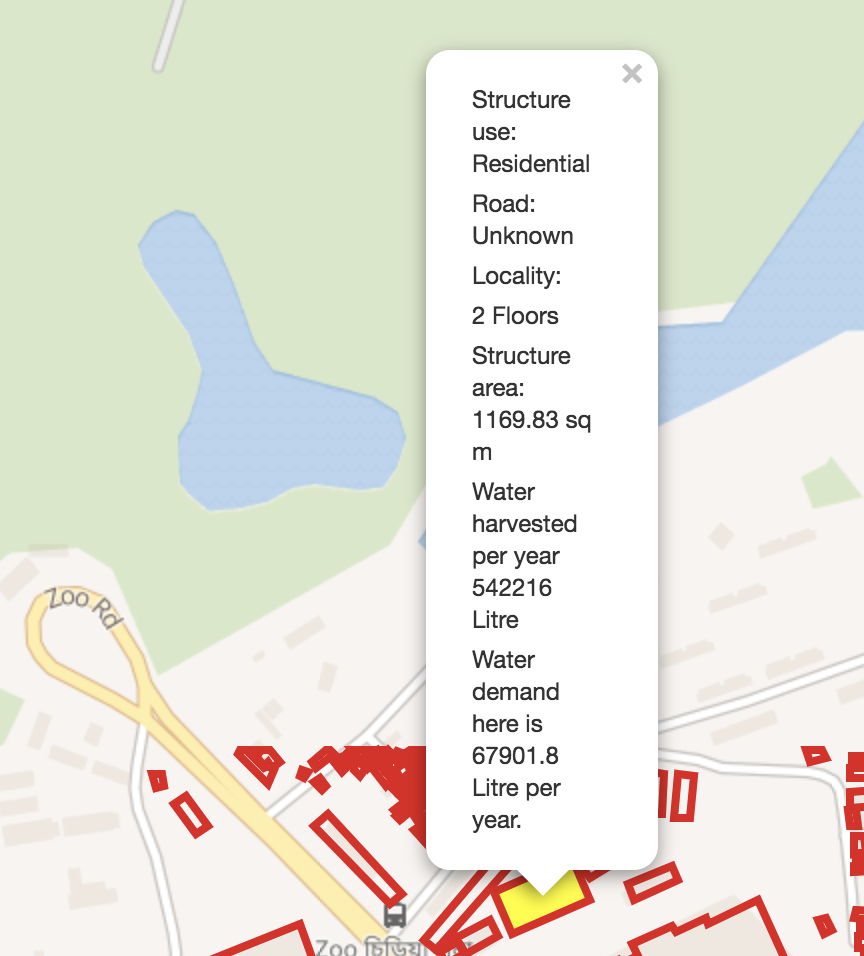 Structure
use:
Residential
Road:
Unknown
Locality:
2 Floors
Structure
area:
1169.83 sq
m
Water
harvested
per year
542216
Litre
Water
demand
here is
67901.8
Litre per
year.
Zoo Rd
Zoo